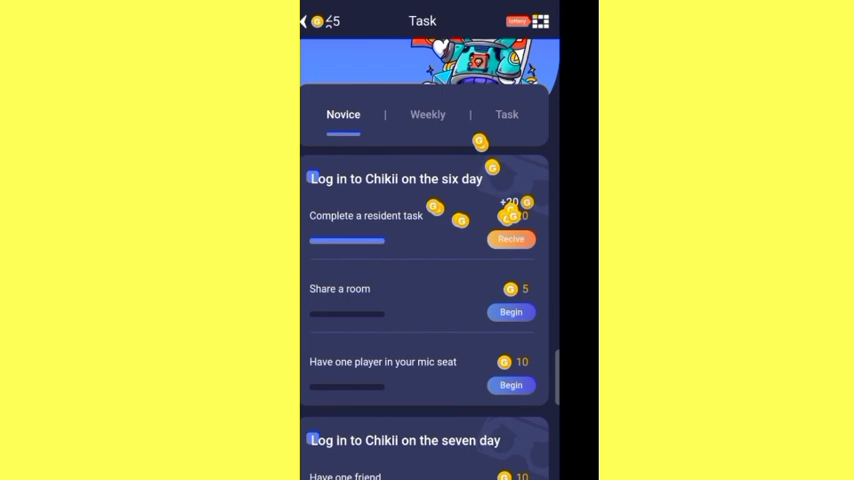 Task
lottery
Novice | Weekly | Task
Log in to Chikii on the six day
+20 G
Complete a resident task
Recive
Share a room G 5
Begin
Have one player in your mic seat G 10
Begin
Log in to Chikii on the seven day
Have one friend G 10